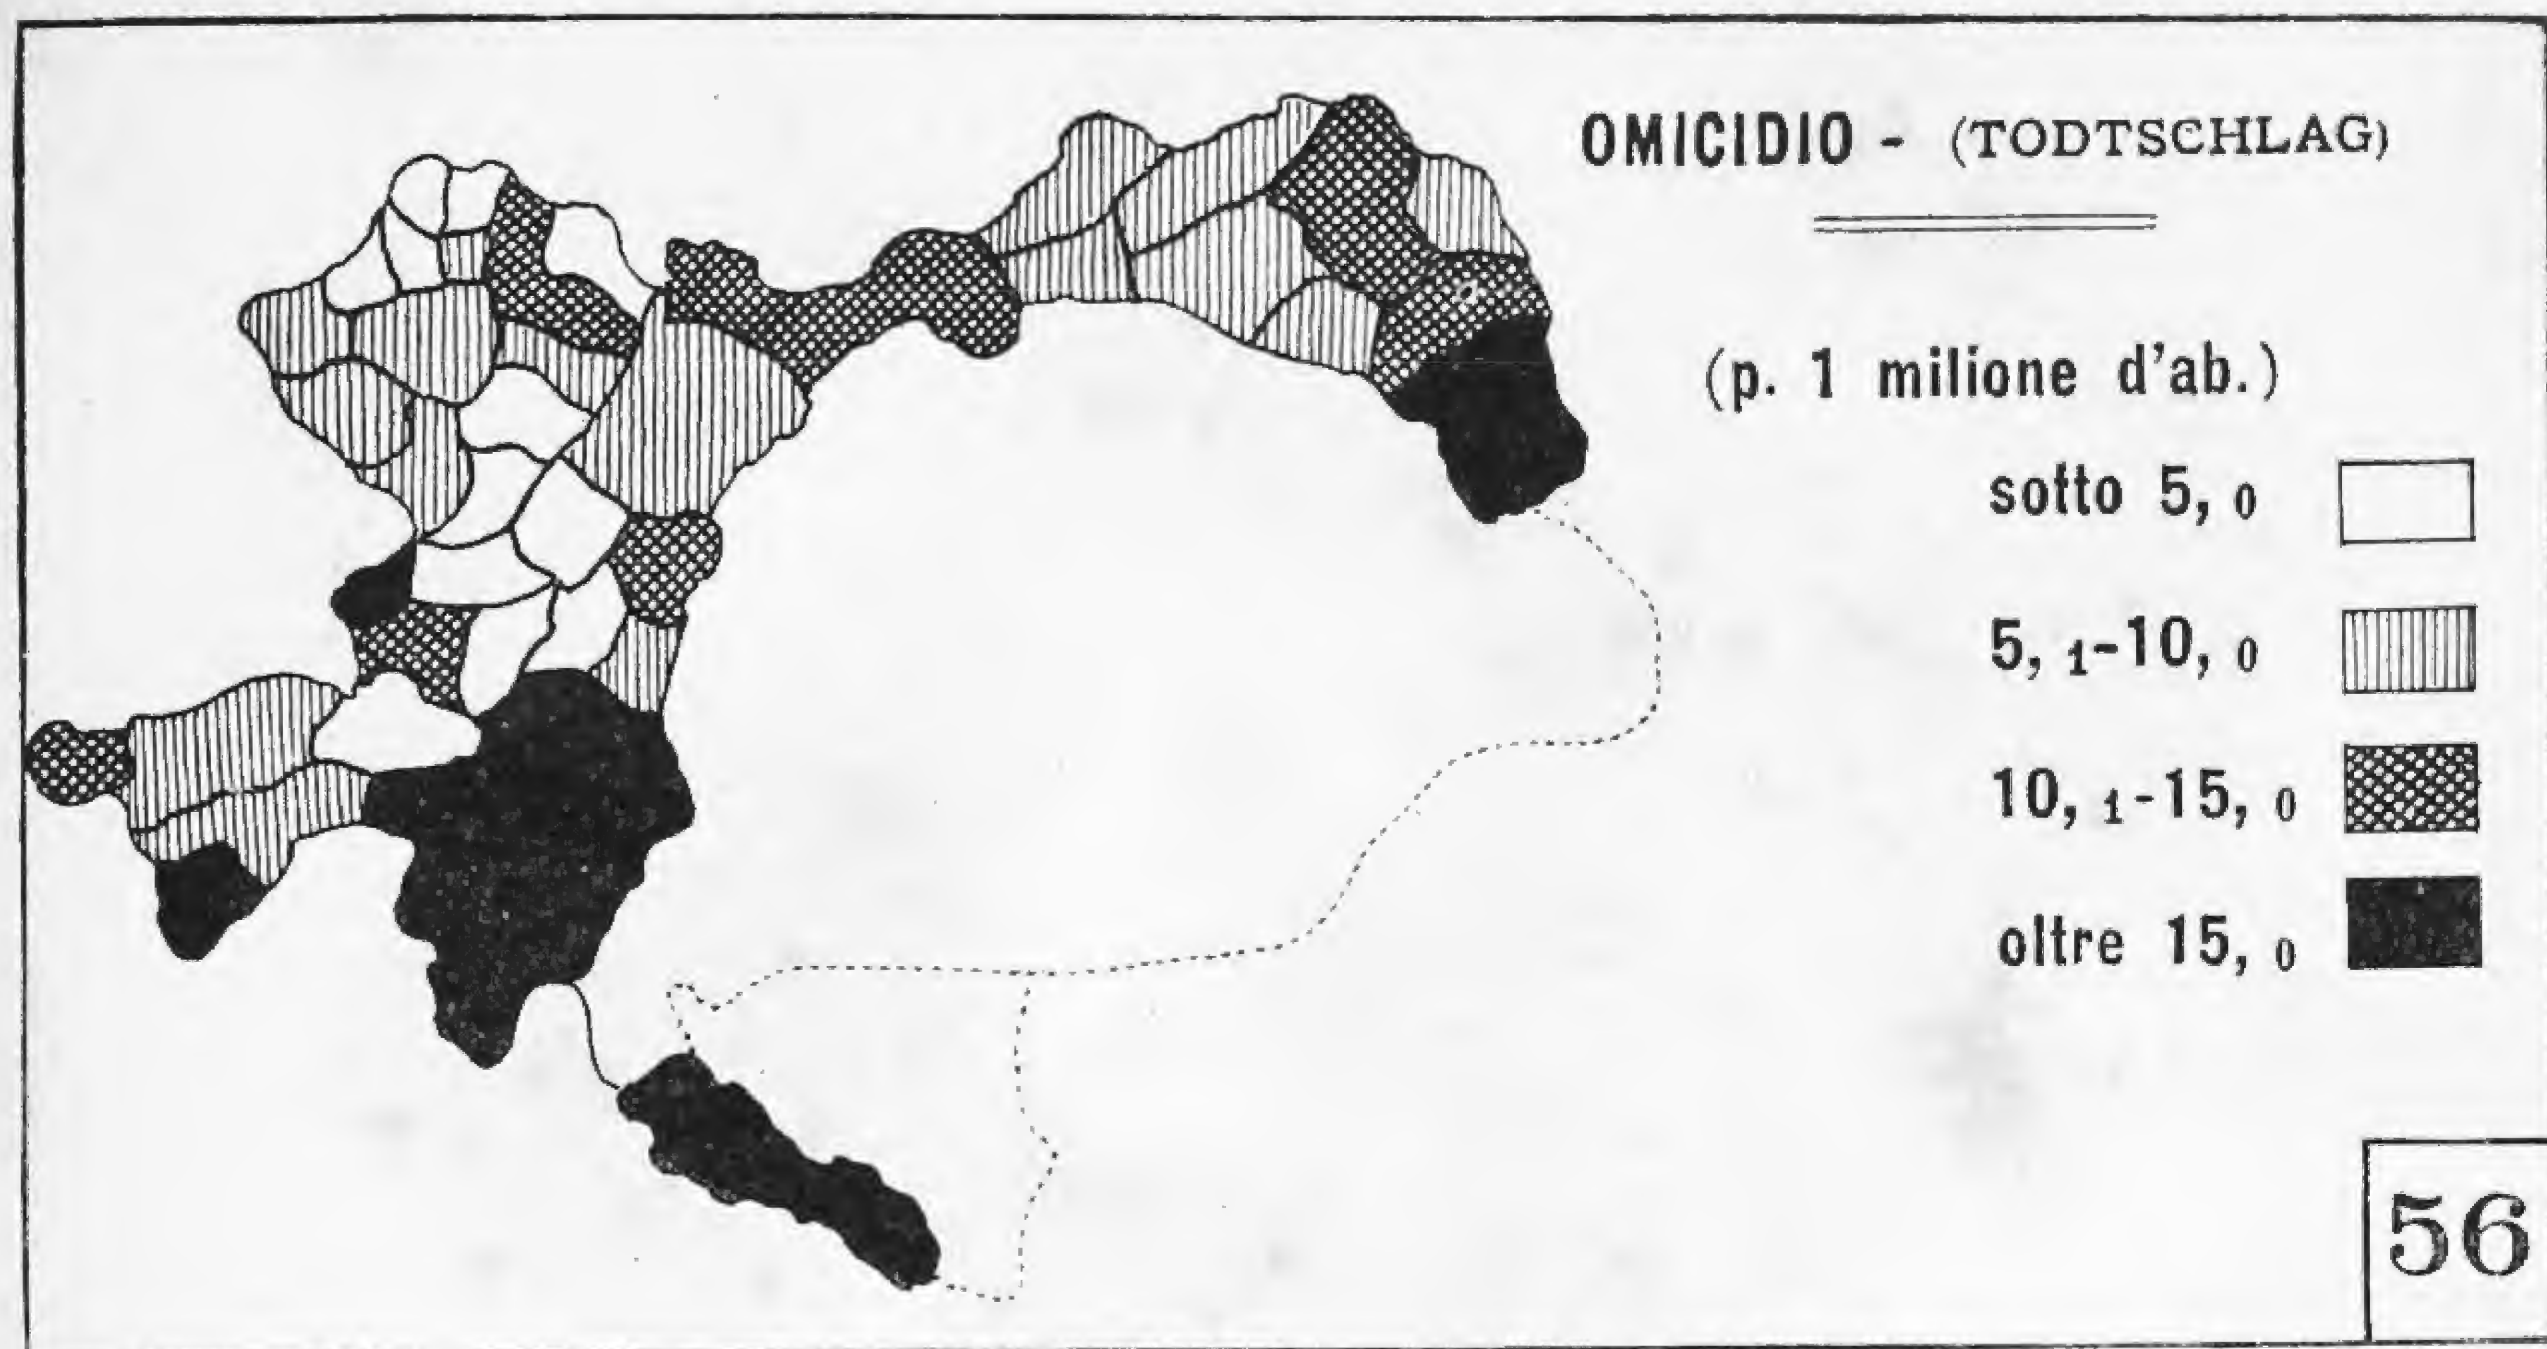 OMICIDIO - (TODTSCHLAG)
(p. 1 milione d'ab.)
sotto 5, 0
5, 1-10, 0
10, 1-15, 0
oltre 15, 0
56